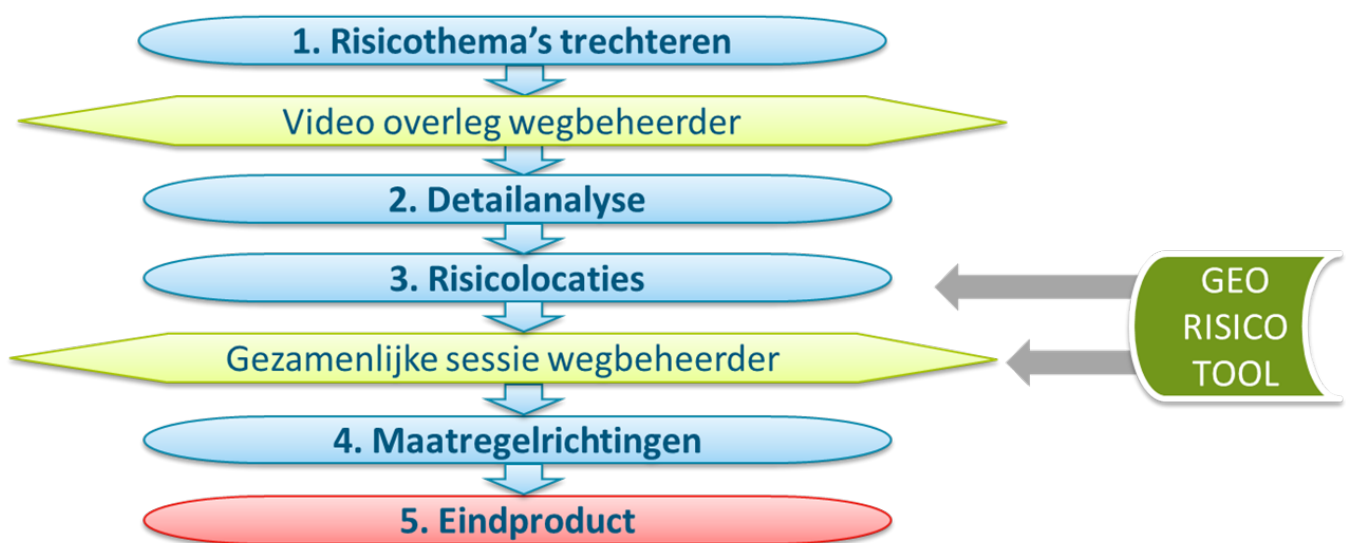 1. Risicothema’s trechteren
Video overleg wegbeheerder
2. Detailanalyse
3. Risicolocaties
Gezamenlijke sessie wegbeheerder
4. Maatregelrichtingen
5. Eindproduct
GEO
RISICO
TOOL